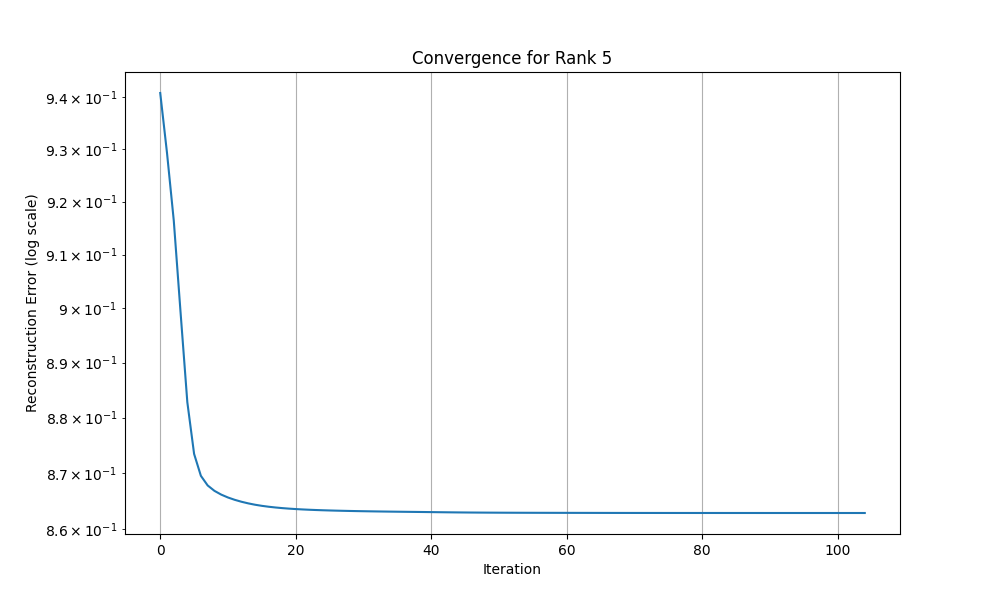 Convergence for Rank 5
Reconstruction Error (log scale)
9.4 × 10⁻¹
9.3 × 10⁻¹
9.2 × 10⁻¹
9.1 × 10⁻¹
9 × 10⁻¹
8.9 × 10⁻¹
8.8 × 10⁻¹
8.7 × 10⁻¹
8.6 × 10⁻¹
0 20 40 60 80 100
Iteration